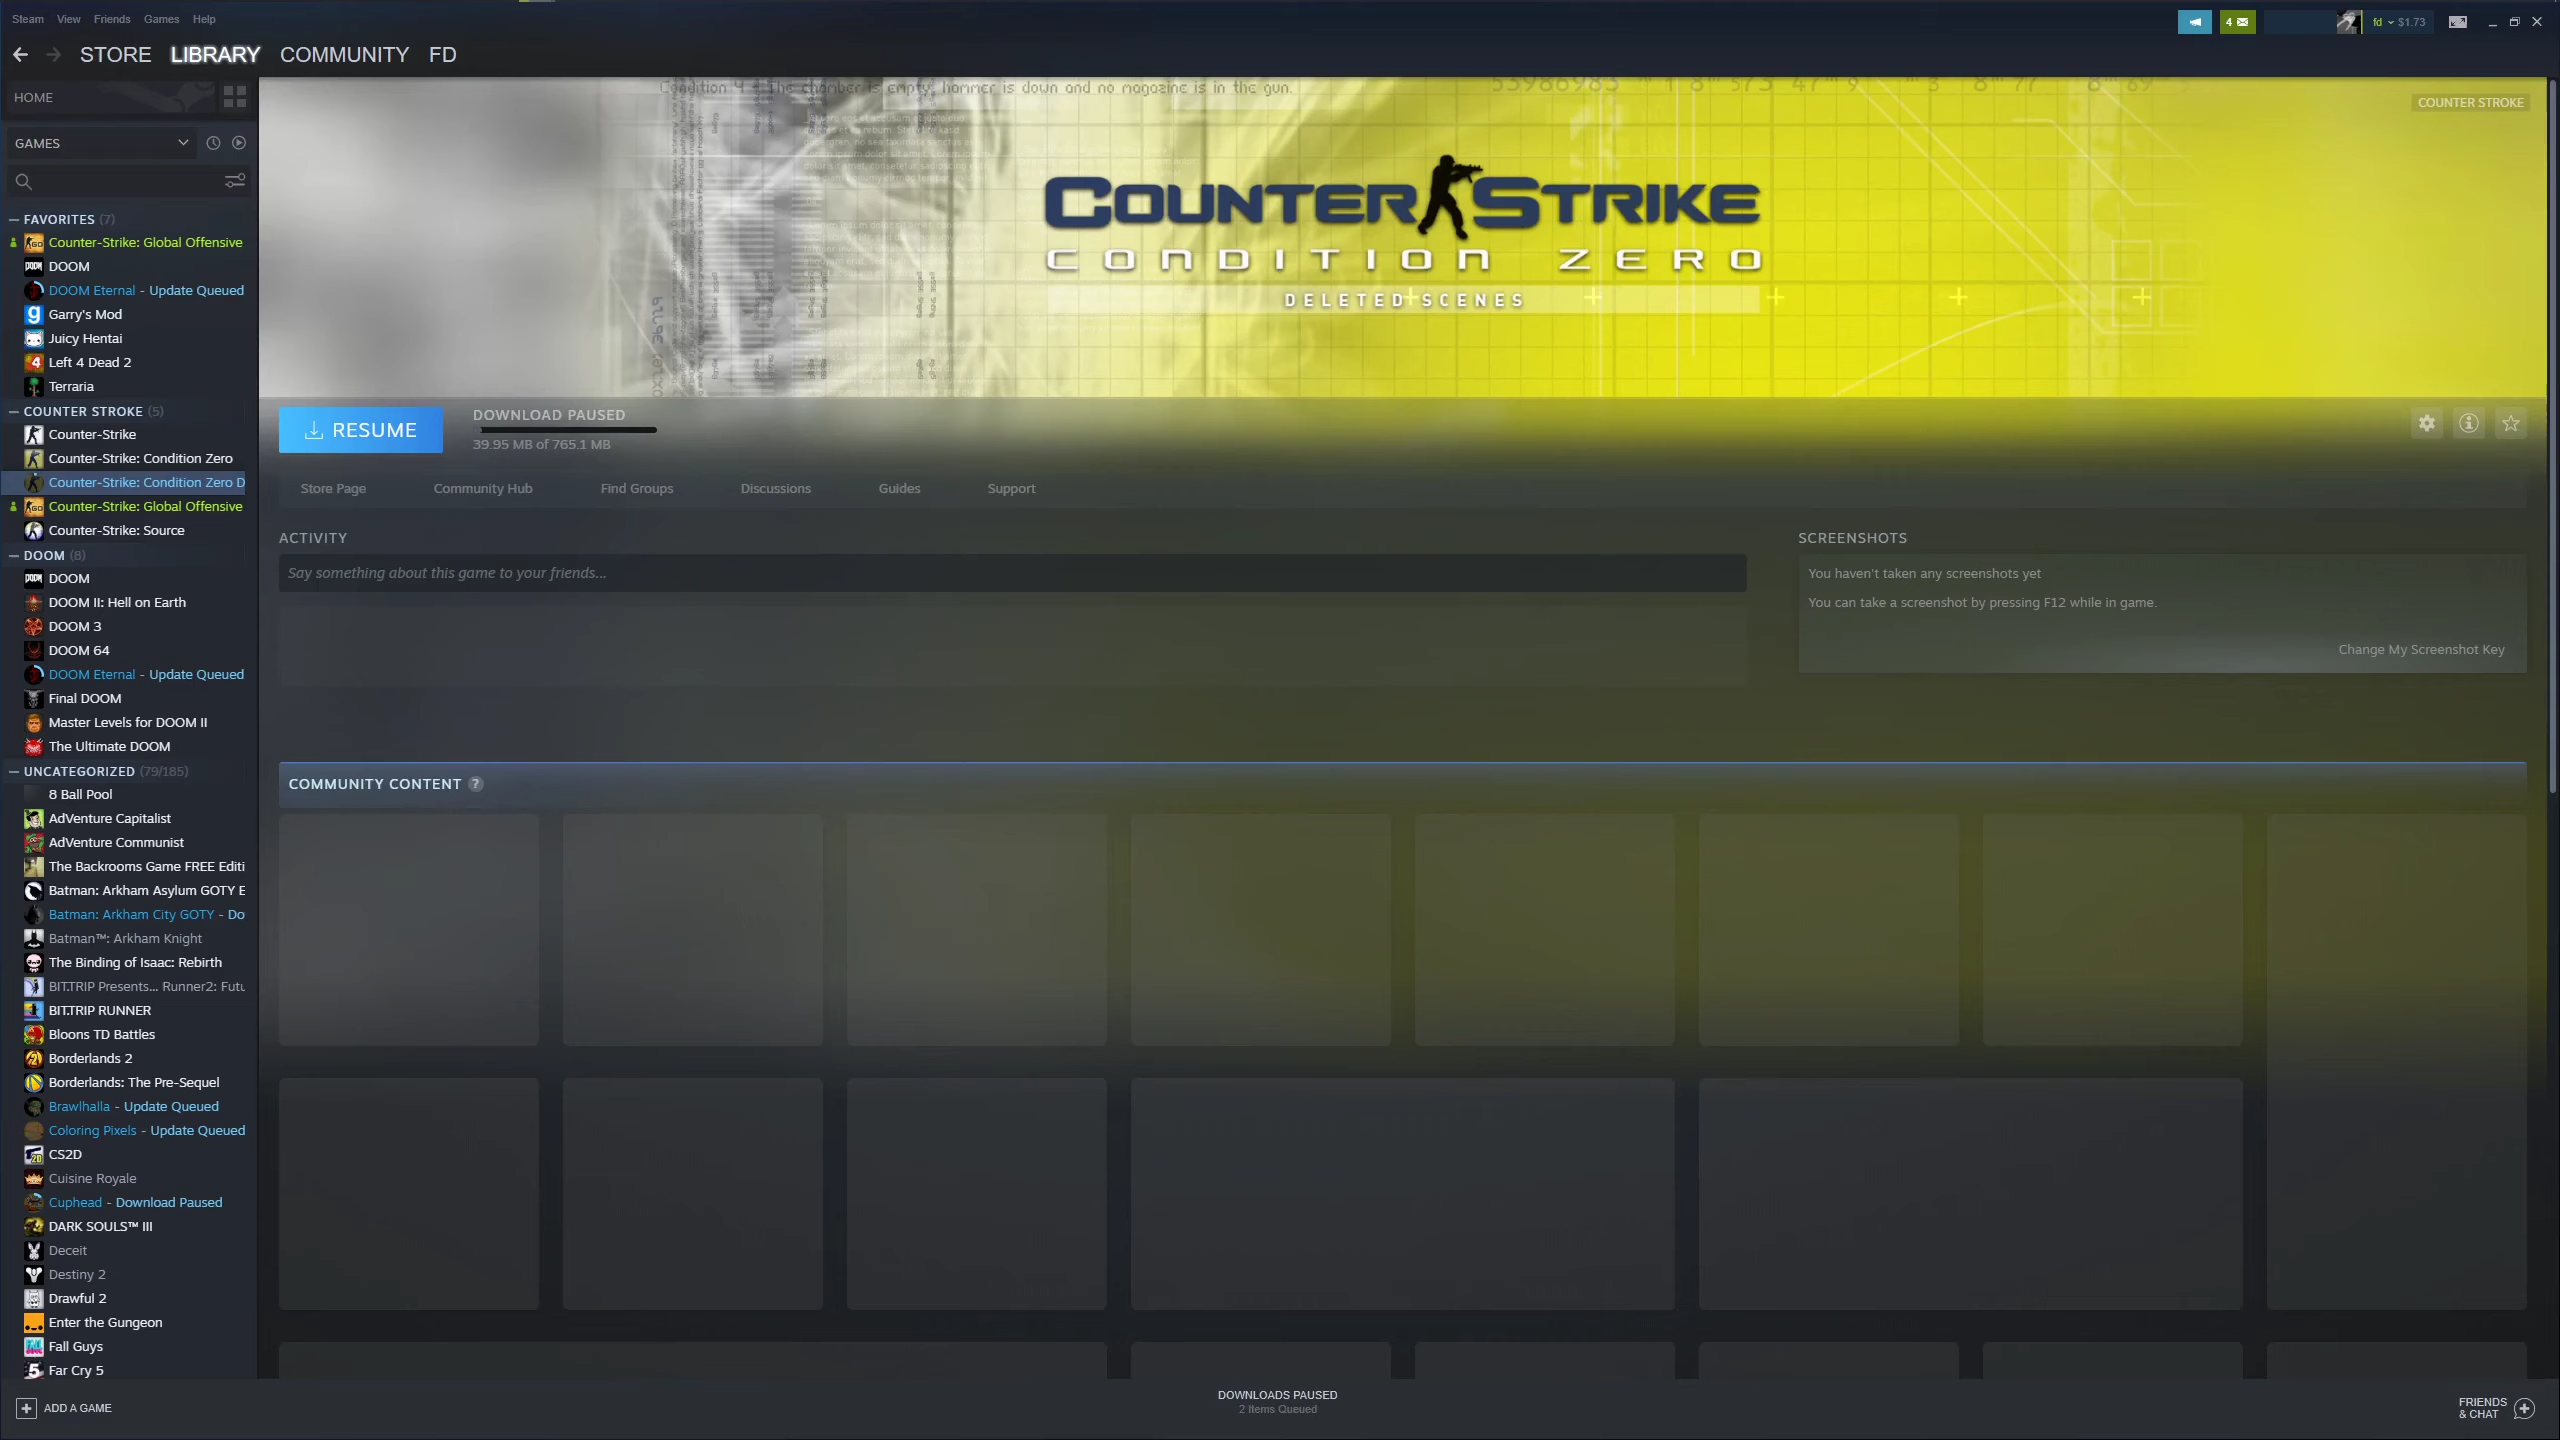 Steam View Friends Games Help
4
fd $1.73
STORE LIBRARY COMMUNITY FD
HOME
GAMES
FAVORITES (7)
Counter-Strike: Global Offensive
DOOM
DOOM Eternal - Update Queued
Garry's Mod
Juicy Hentai
Left 4 Dead 2
Terraria
COUNTER STROKE (5)
Counter-Strike
Counter-Strike: Condition Zero
Counter-Strike: Condition Zero D
Counter-Strike: Global Offensive
Counter-Strike: Source
DOOM (8)
DOOM
DOOM II: Hell on Earth
DOOM 3
DOOM 64
DOOM Eternal - Update Queued
Final DOOM
Master Levels for DOOM II
The Ultimate DOOM
UNCATEGORIZED (79/185)
8 Ball Pool
AdVenture Capitalist
AdVenture Communist
The Backrooms Game FREE Editi
Batman: Arkham Asylum GOTY E
Batman: Arkham City GOTY - Do
Batman™: Arkham Knight
The Binding of Isaac: Rebirth
BIT.TRIP Presents... Runner2: Futu
BIT.TRIP RUNNER
Bloons TD Battles
Borderlands 2
Borderlands: The Pre-Sequel
Brawlhalla - Update Queued
Coloring Pixels - Update Queued
CS2D
Cuisine Royale
Cuphead - Download Paused
DARK SOULS™ III
Deceit
Destiny 2
Drawful 2
Enter the Gungeon
Fall Guys
Far Cry 5
ADD A GAME
the chamber is empty, hammer is down and no magazine is in the gun.
COUNTER STROKE
COUNTER STRIKE
CONDITION ZERO
DELETED SCENES
RESUME
DOWNLOAD PAUSED
39.95 MB of 765.1 MB
Store Page Community Hub Find Groups Discussions Guides Support
ACTIVITY
Say something about this game to your friends...
SCREENSHOTS
You haven't taken any screenshots yet
You can take a screenshot by pressing F12 while in game.
Change My Screenshot Key
COMMUNITY CONTENT ?
DOWNLOADS PAUSED
2 Items Queued
FRIENDS
& CHAT